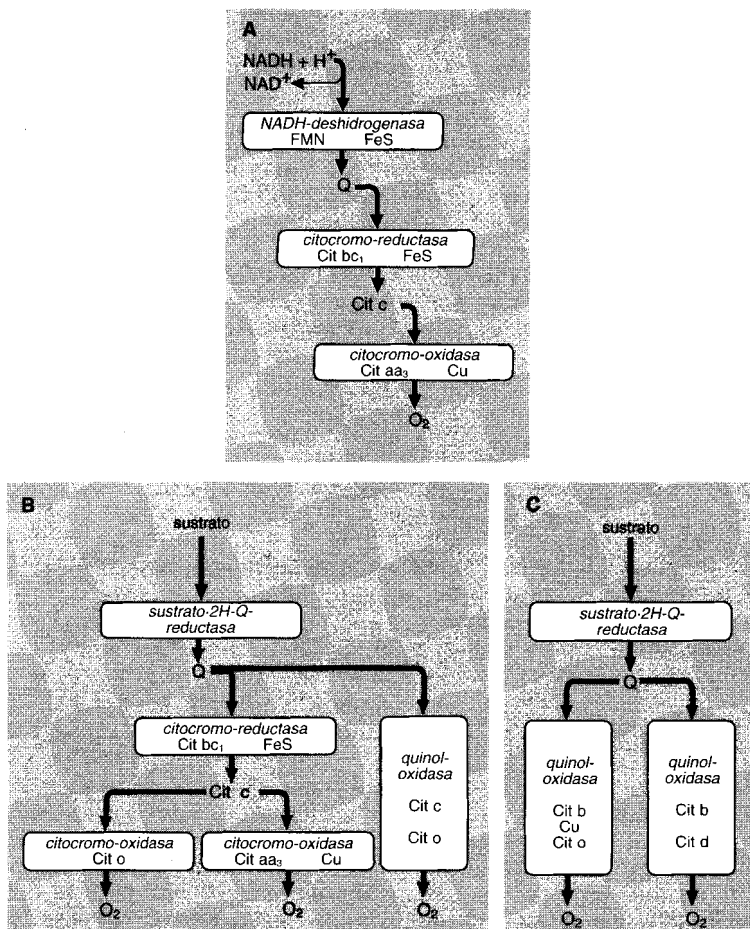 A
NADH + H⁺
NAD⁺
NADH-deshidrogenasa
FMN FeS
Q
citocromo-reductasa
Cit bc₁ FeS
Cit c
citocromo-oxidasa
Cit aa₃ Cu
O₂
B
sustrato
sustrato·2H-Q-
reductasa
Q
citocromo-reductasa
Cit bc₁ FeS
Cit c
citocromo-oxidasa
Cit o
O₂
citocromo-oxidasa
Cit aa₃ Cu
O₂
quinol-
oxidasa
Cit c
Cit o
O₂
C
sustrato
sustrato·2H-Q-
reductasa
Q
quinol-
oxidasa
Cit b
Cu
Cit o
O₂
quinol-
oxidasa
Cit b
Cit d
O₂